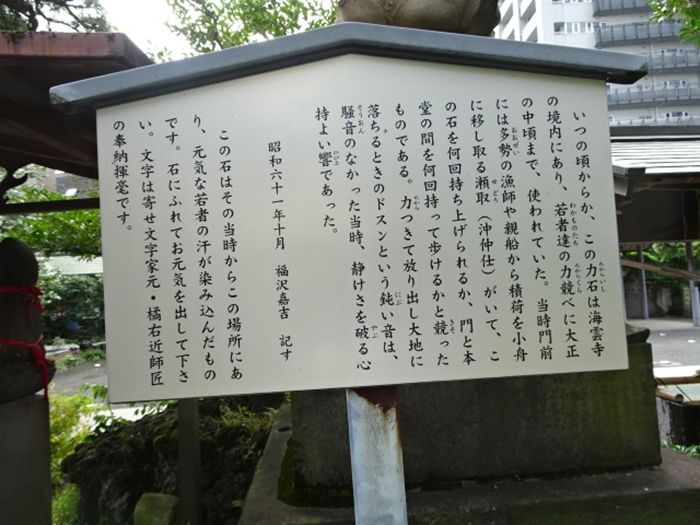 いつの頃からか、この力石は海雲寺
の境内にあり、若者達の力競べに大正
の中頃まで、使われていた。当時門前
には多勢の漁師や親船から積荷を小舟
に移し取る瀬取（沖仲仕）がいて、こ
の石を何回持ち上げられるか、門と本
堂の間を何回持って歩けるかと競った
ものである。力つきて放り出し大地に
落ちるときのドスンという鈍い音は、
騒音のなかった当時、静けさを破る心
持よい響であった。
昭和六十一年十月　福沢嘉吉　記す
この石はその当時からこの場所にあ
り、元気な若者の汗が染み込んだもの
です。石にふれてお元気を出して下さ
い。文字は寄せ文字家元・橘右近師匠
の奉納揮毫です。